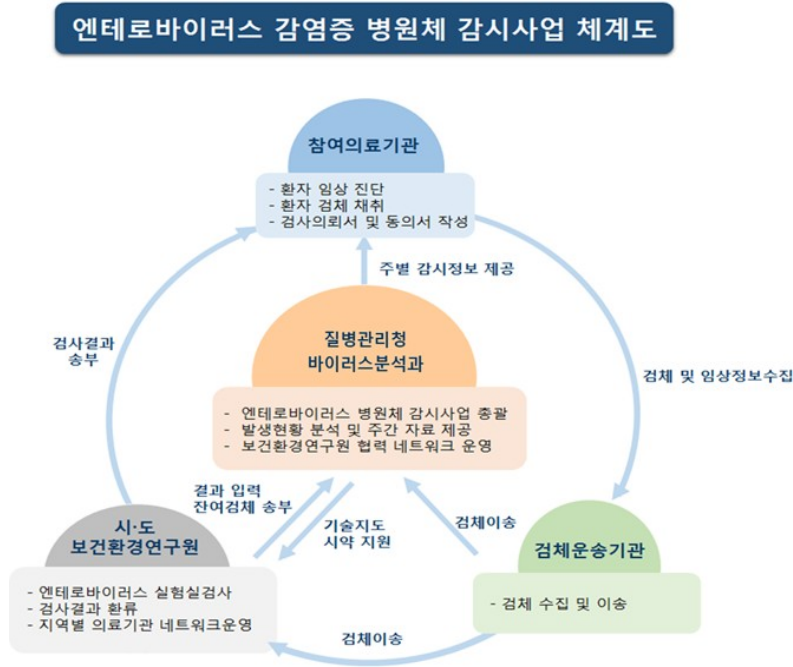 엔테로바이러스 감염증 병원체 감시사업 체계도
참여의료기관
- 환자 임상 진단
- 환자 검체 채취
- 검사의뢰서 및 동의서 작성
주별 감시정보 제공
검사결과
송부
질병관리청
바이러스분석과
- 엔테로바이러스 병원체 감시사업 총괄
- 발생현황 분석 및 주간 자료 제공
- 보건환경연구원 협력 네트워크 운영
검체 및 임상정보수집
결과 입력
잔여검체 송부
기술지도
시약 지원
검체이송
시·도
보건환경연구원
- 엔테로바이러스 실험실검사
- 검사결과 환류
- 지역별 의료기관 네트워크운영
검체운송기관
- 검체 수집 및 이송
검체이송